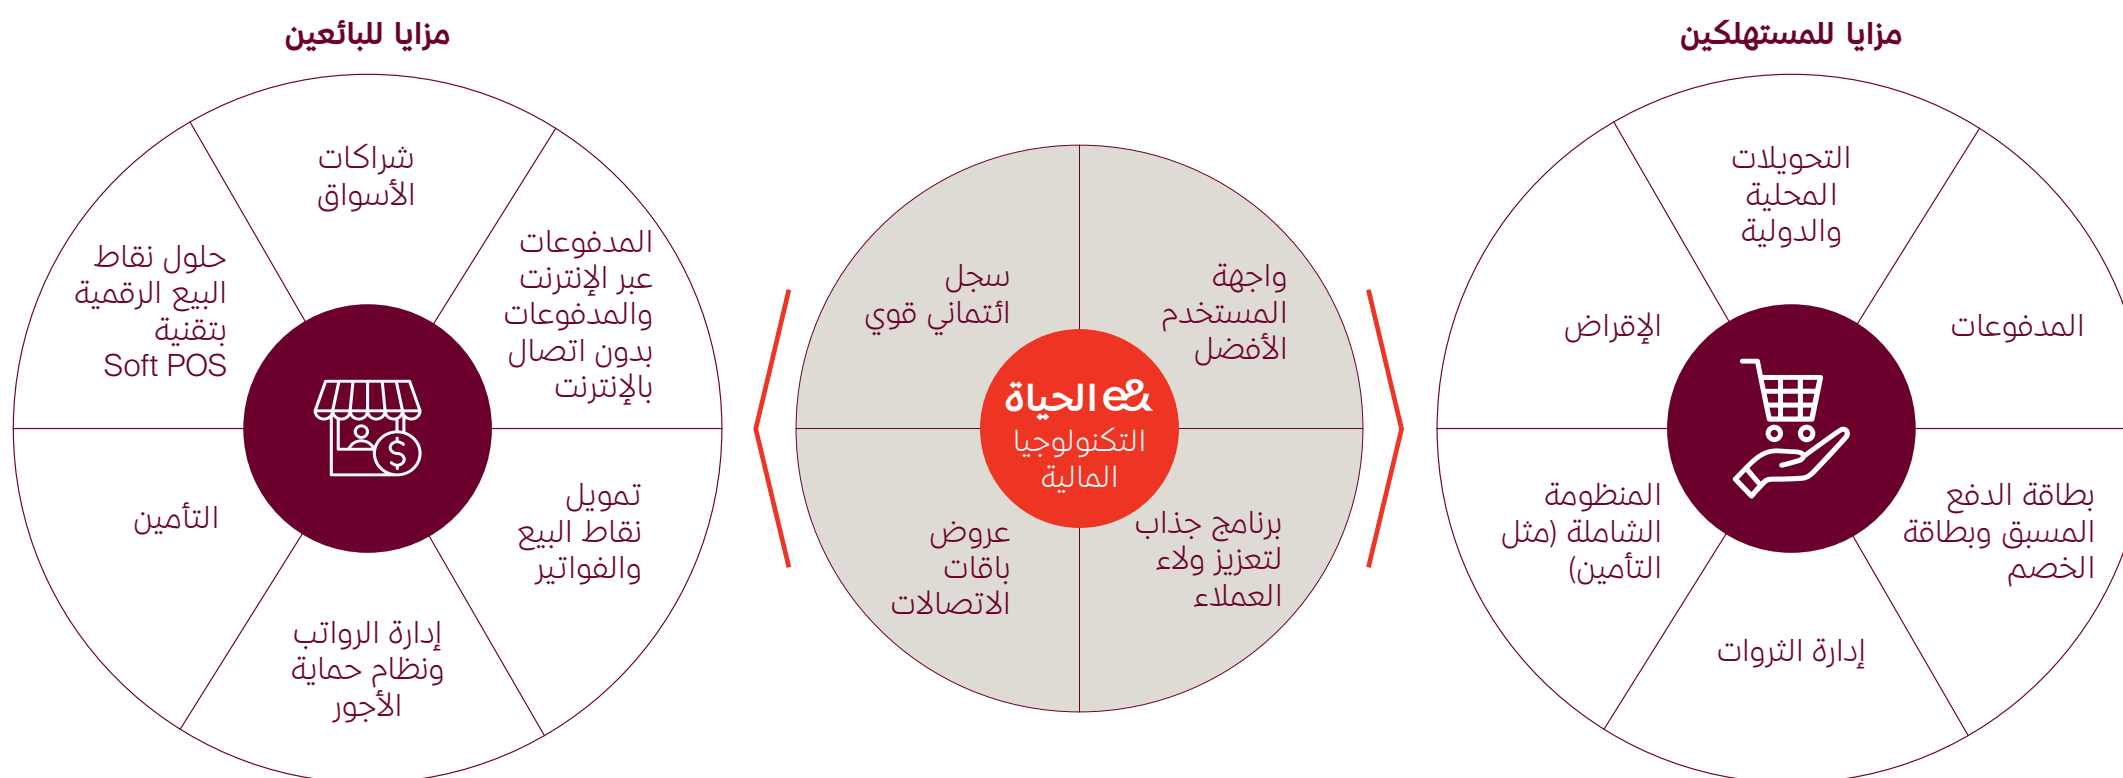 مزايا للمستهلكين
التحويلات
المحلية
والدولية
المدفوعات
بطاقة الدفع
المسبق وبطاقة
الخصم
إدارة الثروات
المنظومة
الشاملة (مثل
التأمين)
الإقراض
واجهة
المستخدم
الأفضل
برنامج جذاب
لتعزيز ولاء
العملاء
عروض
باقات
الاتصالات
سجل
ائتماني قوي
e& الحياة
التكنولوجيا
المالية
مزايا للبائعين
شراكات
الأسواق
المدفوعات
عبر الإنترنت
والمدفوعات
بدون اتصال
بالإنترنت
تمويل
نقاط البيع
والفواتير
إدارة الرواتب
ونظام حماية
الأجور
التأمين
حلول نقاط
البيع الرقمية
بتقنية
Soft POS
$